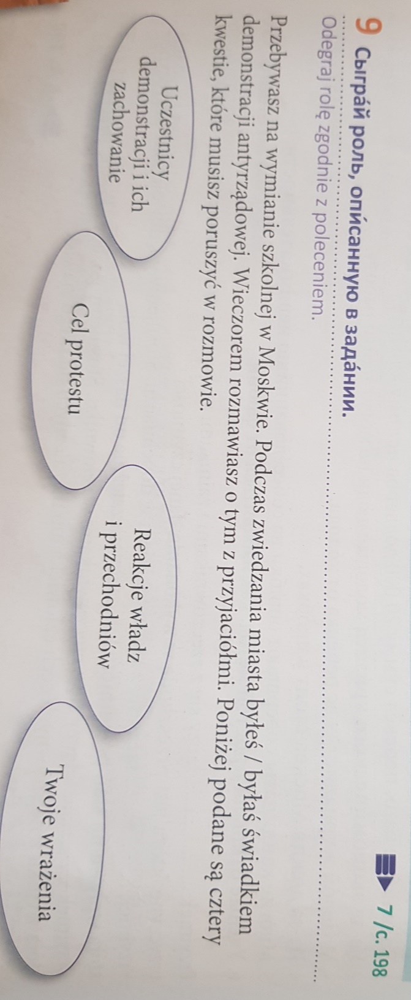 7 /с. 198
9 Сыгра́й роль, опи́санную в зада́нии.
Odegraj rolę zgodnie z poleceniem.
Przebywasz na wymianie szkolnej w Moskwie. Podczas zwiedzania miasta byłeś / byłaś świadkiem
demonstracji antyrządowej. Wieczorem rozmawiasz o tym z przyjaciółmi. Poniżej podane są cztery
kwestie, które musisz poruszyć w rozmowie.
Uczestnicy
demonstracji i ich
zachowanie
Cel protestu
Reakcje władz
i przechodniów
Twoje wrażenia